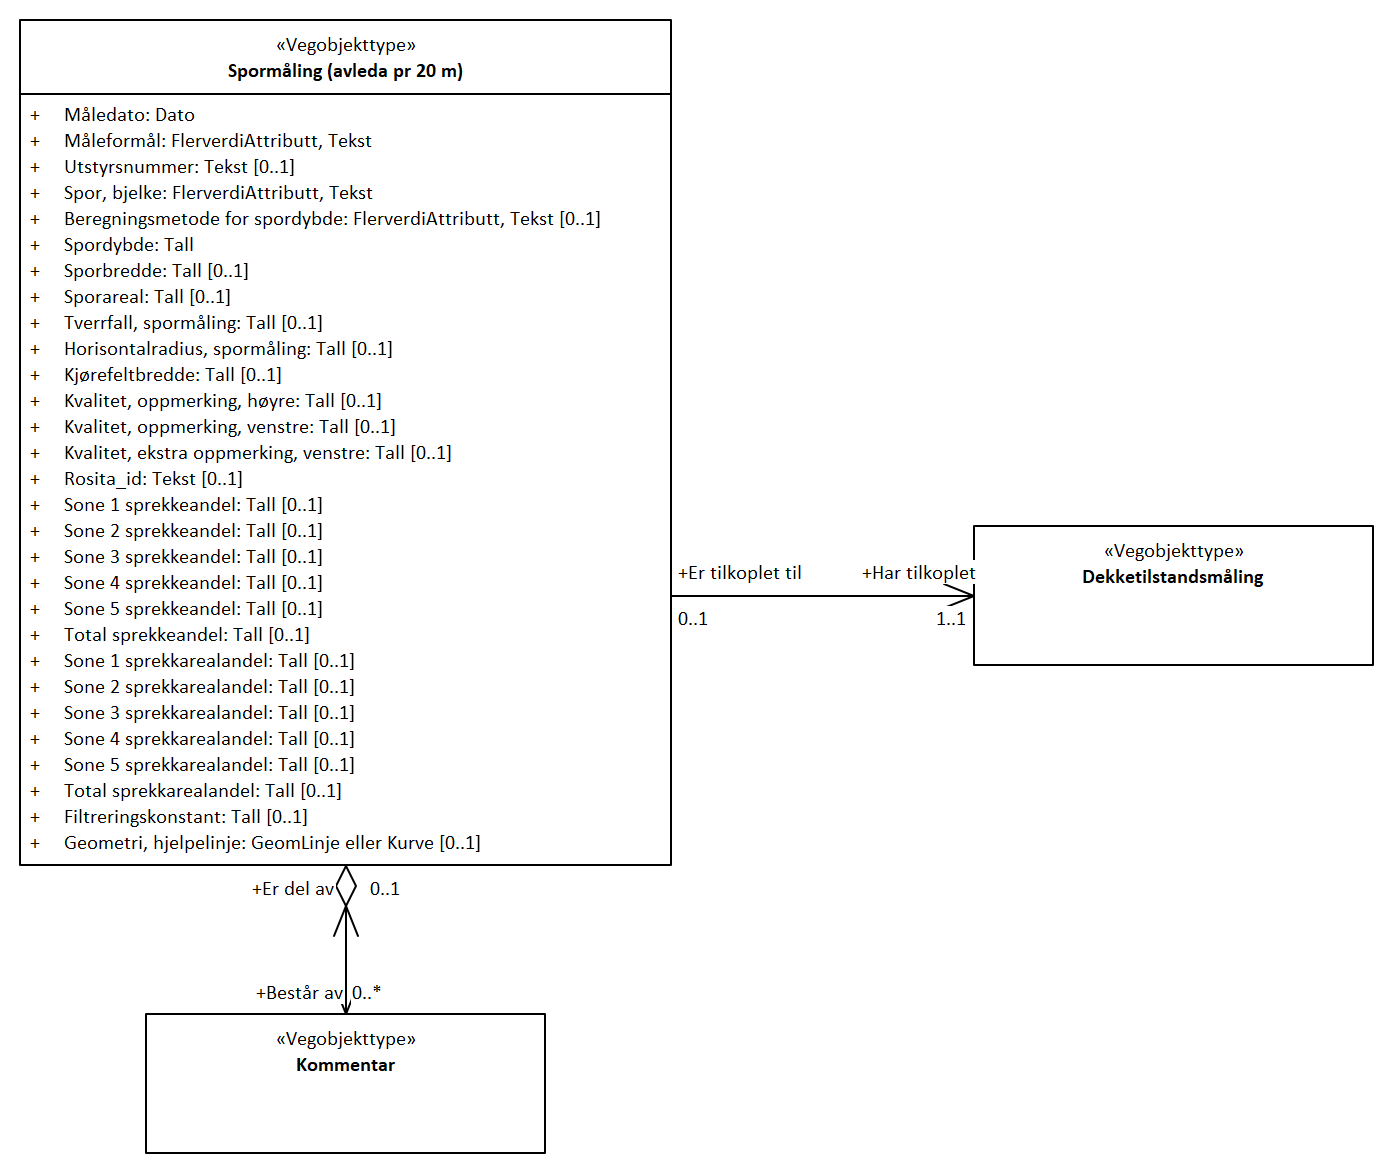 «Vegobjekttype»
Spormåling (avleda pr 20 m)
+ Måledato: Dato
+ Måleformål: FlerverdiAttributt, Tekst
+ Utstyrsnummer: Tekst [0..1]
+ Spor, bjelke: FlerverdiAttributt, Tekst
+ Beregningsmetode for spordybde: FlerverdiAttributt, Tekst [0..1]
+ Spordybde: Tall
+ Sporbredde: Tall [0..1]
+ Sporareal: Tall [0..1]
+ Tverrfall, spormåling: Tall [0..1]
+ Horisontalradius, spormåling: Tall [0..1]
+ Kjørefeltbredde: Tall [0..1]
+ Kvalitet, oppmerking, høyre: Tall [0..1]
+ Kvalitet, oppmerking, venstre: Tall [0..1]
+ Kvalitet, ekstra oppmerking, venstre: Tall [0..1]
+ Rosita_id: Tekst [0..1]
+ Sone 1 sprekkeandel: Tall [0..1]
+ Sone 2 sprekkeandel: Tall [0..1]
+ Sone 3 sprekkeandel: Tall [0..1]
+ Sone 4 sprekkeandel: Tall [0..1]
+ Sone 5 sprekkeandel: Tall [0..1]
+ Total sprekkeandel: Tall [0..1]
+ Sone 1 sprekkarealandel: Tall [0..1]
+ Sone 2 sprekkarealandel: Tall [0..1]
+ Sone 3 sprekkarealandel: Tall [0..1]
+ Sone 4 sprekkarealandel: Tall [0..1]
+ Sone 5 sprekkarealandel: Tall [0..1]
+ Total sprekkarealandel: Tall [0..1]
+ Filtreringskonstant: Tall [0..1]
+ Geometri, hjelpelinje: GeomLinje eller Kurve [0..1]
+Er tilkoplet til +Har tilkoplet
0..1 1..1
«Vegobjekttype»
Dekketilstandsmåling
+Er del av 0..1
+Består av 0..*
«Vegobjekttype»
Kommentar